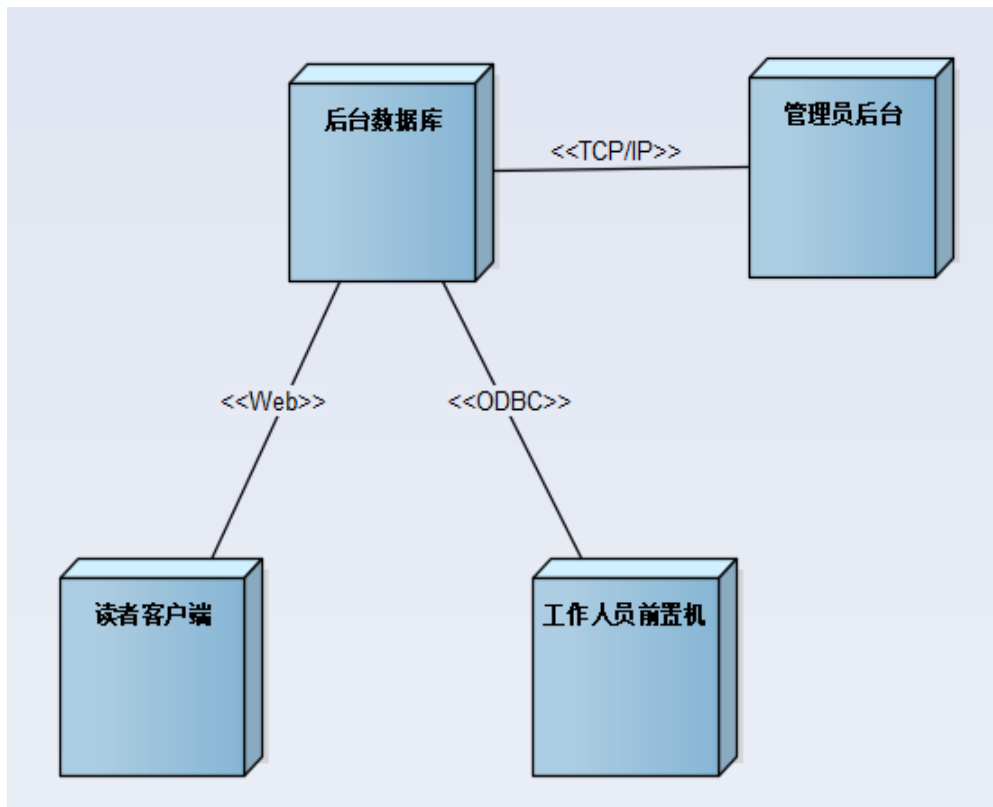 后台数据库
管理员后台
<<TCP/IP>>
<<Web>>
<<ODBC>>
读者客户端
工作人员前置机